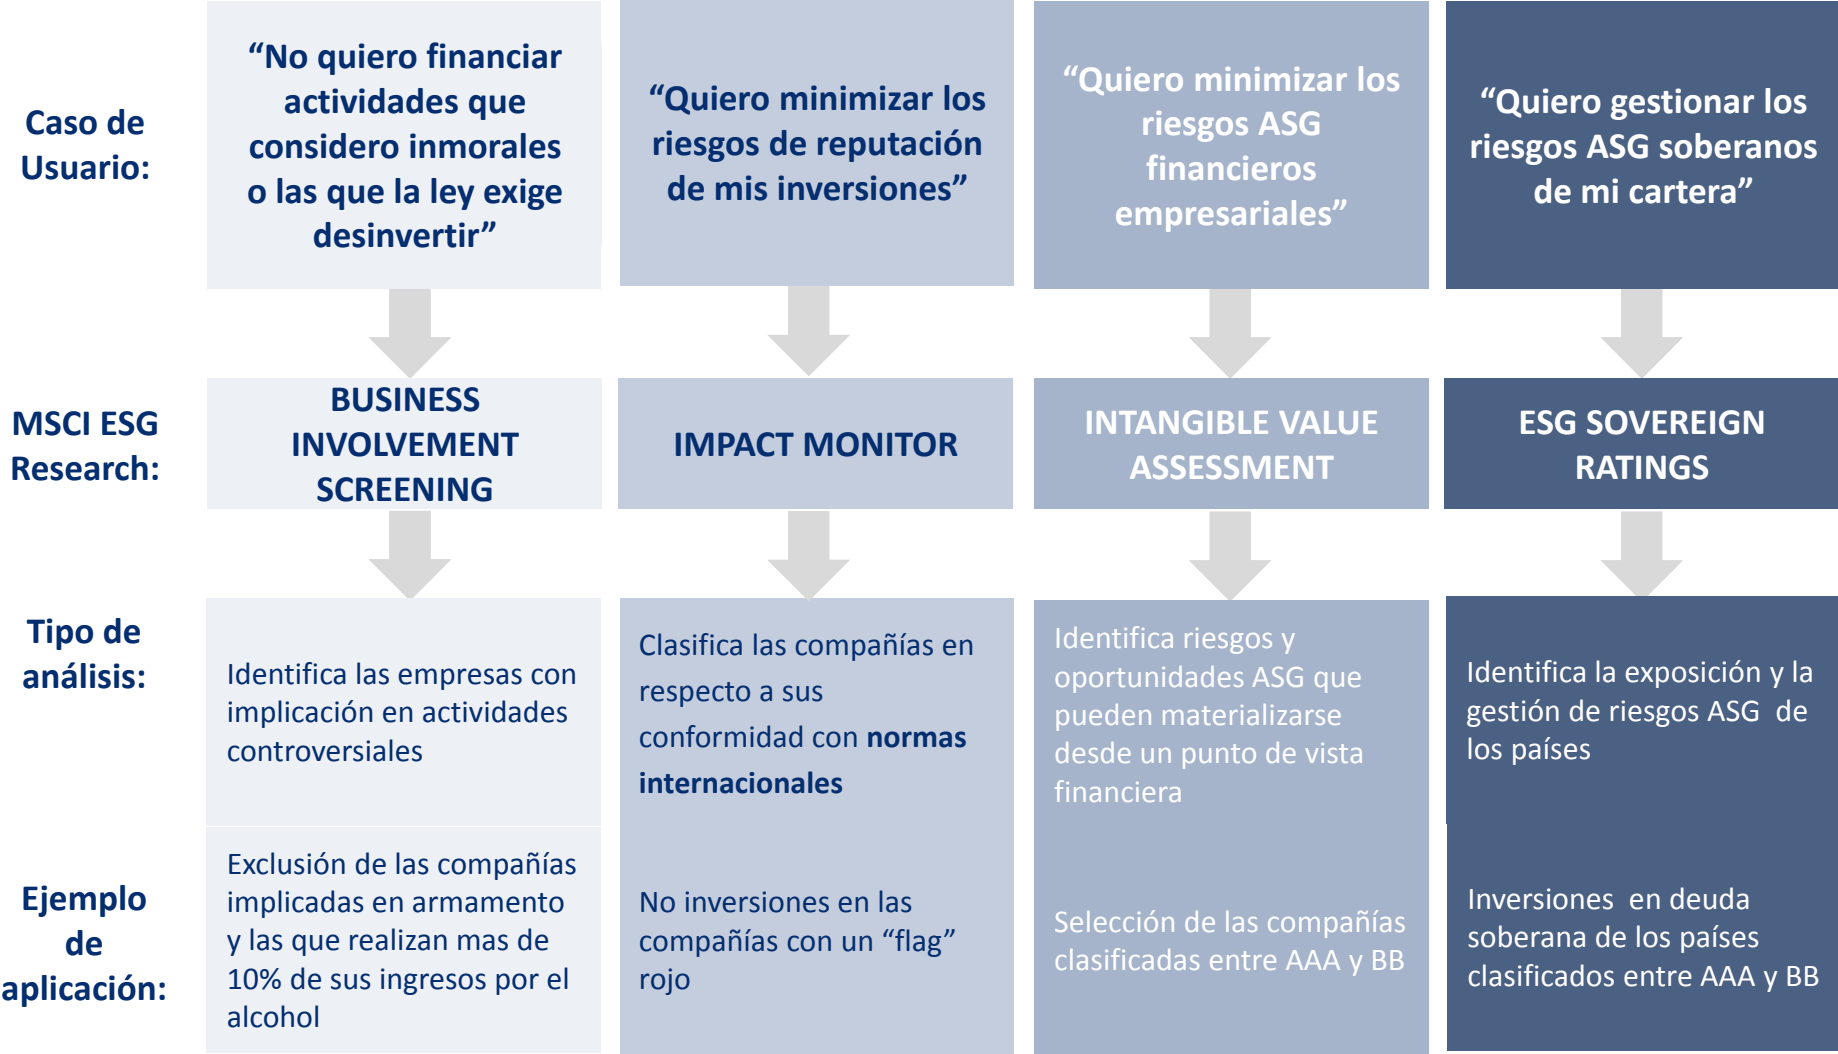 Caso de
Usuario:
“No quiero financiar
actividades que
considero inmorales
o las que la ley exige
desinvertir”
“Quiero minimizar los
riesgos de reputación
de mis inversiones”
“Quiero minimizar los
riesgos ASG
financieros
empresariales”
“Quiero gestionar los
riesgos ASG soberanos
de mi cartera”
MSCI ESG
Research:
BUSINESS
INVOLVEMENT
SCREENING
IMPACT MONITOR
INTANGIBLE VALUE
ASSESSMENT
ESG SOVEREIGN
RATINGS
Tipo de
análisis:
Identifica las empresas con
implicación en actividades
controversiales
Clasifica las compañías en
respecto a sus
conformidad con normas
internacionales
Identifica riesgos y
oportunidades ASG que
pueden materializarse
desde un punto de vista
financiera
Identifica la exposición y la
gestión de riesgos ASG  de
los países
Ejemplo
de
aplicación:
Exclusión de las compañías
implicadas en armamento
y las que realizan mas de
10% de sus ingresos por el
alcohol
No inversiones en las
compañías con un “flag”
rojo
Selección de las compañías
clasificadas entre AAA y BB
Inversiones  en deuda
soberana de los países
clasificados entre AAA y BB